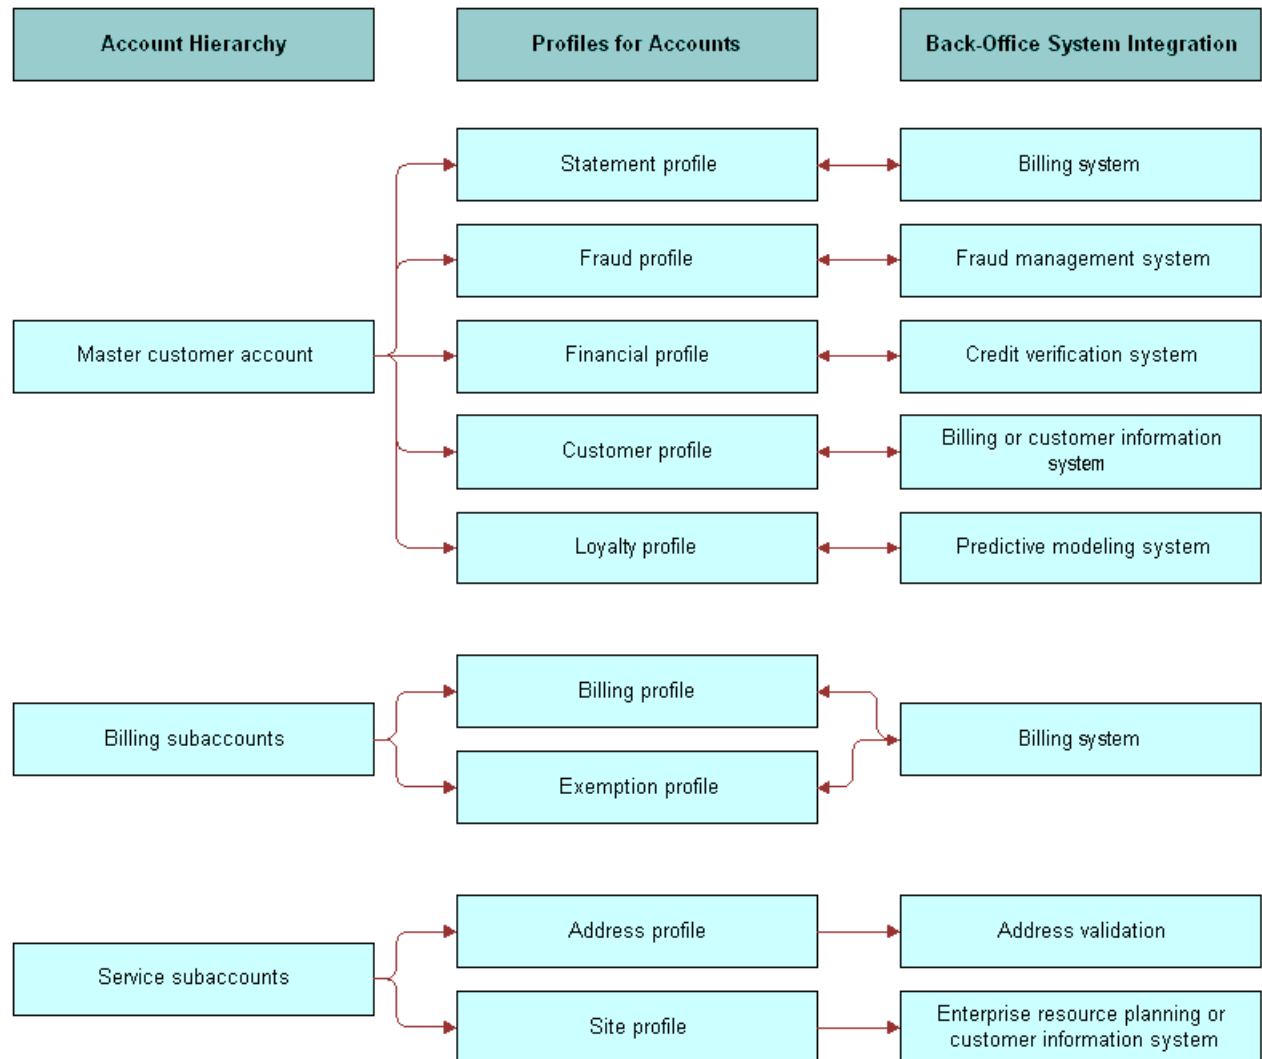 Account Hierarchy
Profiles for Accounts
Back-Office System Integration
Statement profile
Billing system
Fraud profile
Fraud management system
Master customer account
Financial profile
Credit verification system
Customer profile
Billing or customer information
system
Loyalty profile
Predictive modeling system
Billing subaccounts
Billing profile
Billing system
Exemption profile
Service subaccounts
Address profile
Address validation
Site profile
Enterprise resource planning or
customer information system